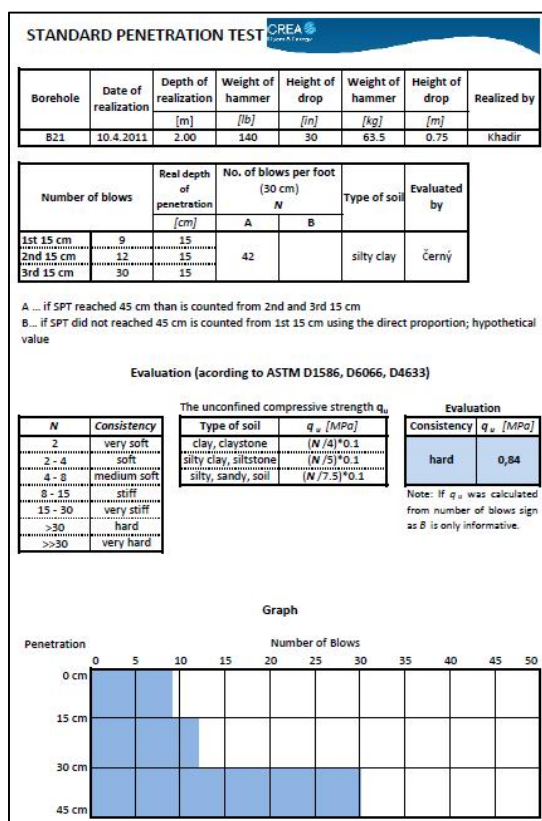 STANDARD PENETRATION TEST
CREA
Hydro & Energy
Borehole Date of realization Depth of realization Weight of hammer Height of drop Weight of hammer Height of drop Realized by
[m] [lb] [in] [kg] [m]
B21 10.4.2011 2.00 140 30 63.5 0.75 Khadir
Number of blows Real depth of penetration No. of blows per foot (30 cm) N Type of soil Evaluated by
[cm] A B
1st 15 cm 9 15
2nd 15 cm 12 15 42 silty clay Černý
3rd 15 cm 30 15
A ... if SPT reached 45 cm than is counted from 2nd and 3rd 15 cm
B... if SPT did not reached 45 cm is counted from 1st 15 cm using the direct proportion; hypothetical
value
Evaluation (acording to ASTM D1586, D6066, D4633)
N Consistency
2 very soft
2 - 4 soft
4 - 8 medium soft
8 - 15 stiff
15 - 30 very stiff
>30 hard
>>30 very hard
The unconfined compressive strength qu
Type of soil q u [MPa]
clay, claystone (N /4)*0.1
silty clay, siltstone (N /5)*0.1
silty, sandy, soil (N /7.5)*0.1
Evaluation
Consistency q u [MPa]
hard 0,84
Note: If q u was calculated
from number of blows sign
as B is only informative.
Graph
Penetration Number of Blows
0 5 10 15 20 25 30 35 40 45 50
0 cm
15 cm
30 cm
45 cm